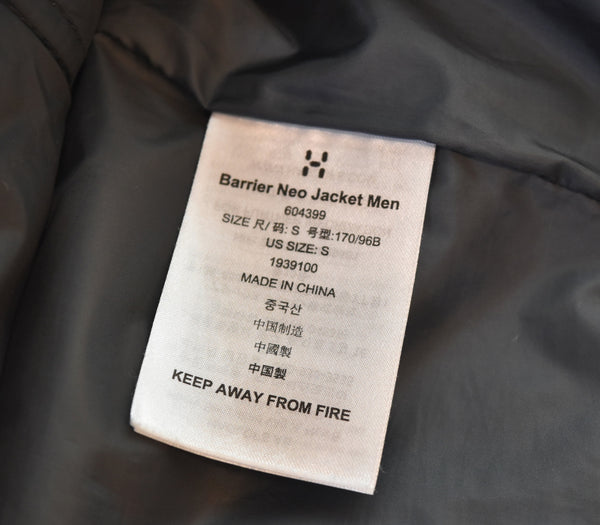 Barrier Neo Jacket Men
604399
SIZE 尺/ 码: S 号型:170/96B
US SIZE: S
1939100
MADE IN CHINA
중국산
中国制造
中國製
中国製
KEEP AWAY FROM FIRE